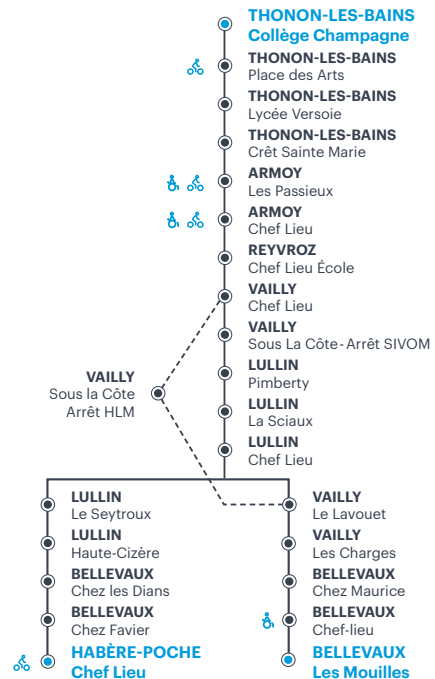 THONON-LES-BAINS
Collège Champagne
THONON-LES-BAINS
Place des Arts
THONON-LES-BAINS
Lycée Versoie
THONON-LES-BAINS
Crêt Sainte Marie
ARMOY
Les Passieux
ARMOY
Chef Lieu
REYVROZ
Chef Lieu École
VAILLY
Chef Lieu
VAILLY
Sous La Côte-Arrêt SIVOM
LULLIN
Pimberty
LULLIN
La Sciaux
LULLIN
Chef Lieu
VAILLY
Sous la Côte
Arrêt HLM
LULLIN
Le Seytroux
LULLIN
Haute-Cizère
BELLEVAUX
Chez les Dians
BELLEVAUX
Chez Favier
HABÈRE-POCHE
Chef Lieu
VAILLY
Le Lavouet
VAILLY
Les Charges
BELLEVAUX
Chez Maurice
BELLEVAUX
Chef-lieu
BELLEVAUX
Les Mouilles